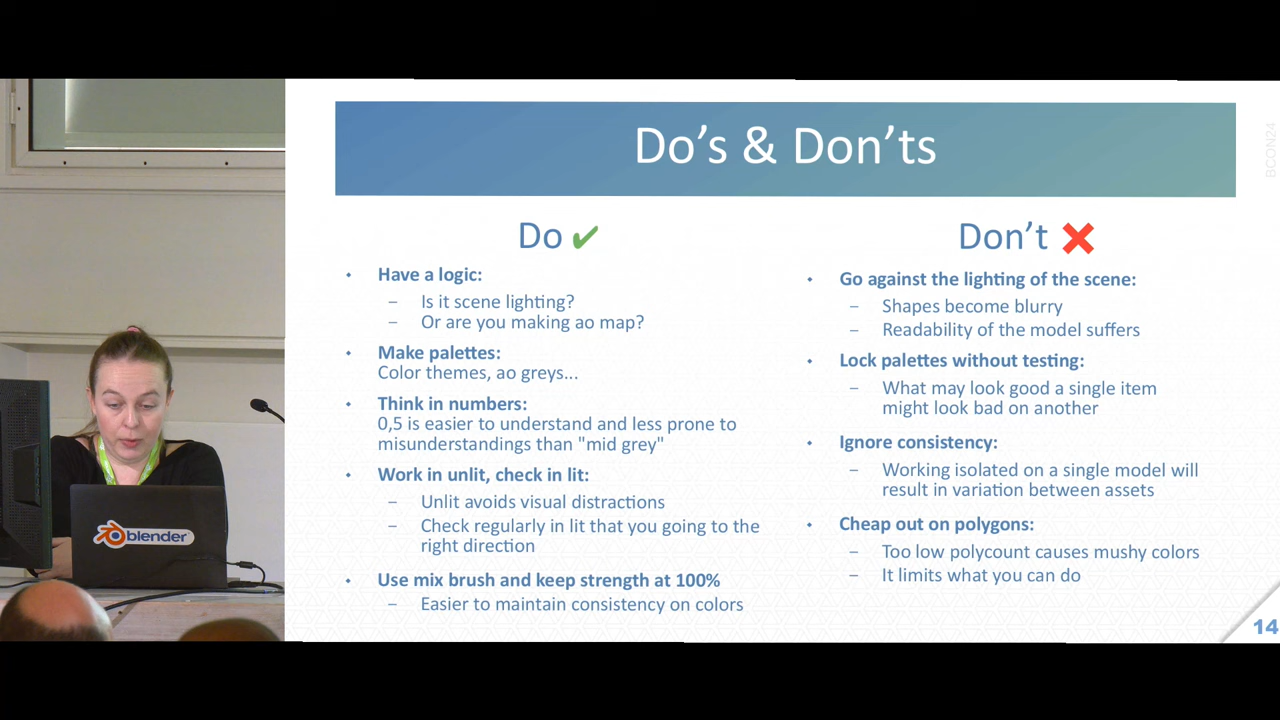 Do’s & Don’ts
Do ✔
• Have a logic:
– Is it scene lighting?
– Or are you making ao map?
• Make palettes:
Color themes, ao greys...
• Think in numbers:
0,5 is easier to understand and less prone to
misunderstandings than "mid grey"
• Work in unlit, check in lit:
– Unlit avoids visual distractions
– Check regularly in lit that you going to the
right direction
• Use mix brush and keep strength at 100%
– Easier to maintain consistency on colors
Don’t ❌
• Go against the lighting of the scene:
– Shapes become blurry
– Readability of the model suffers
• Lock palettes without testing:
– What may look good a single item
might look bad on another
• Ignore consistency:
– Working isolated on a single model will
result in variation between assets
• Cheap out on polygons:
– Too low polycount causes mushy colors
– It limits what you can do
14
BCON24
blender